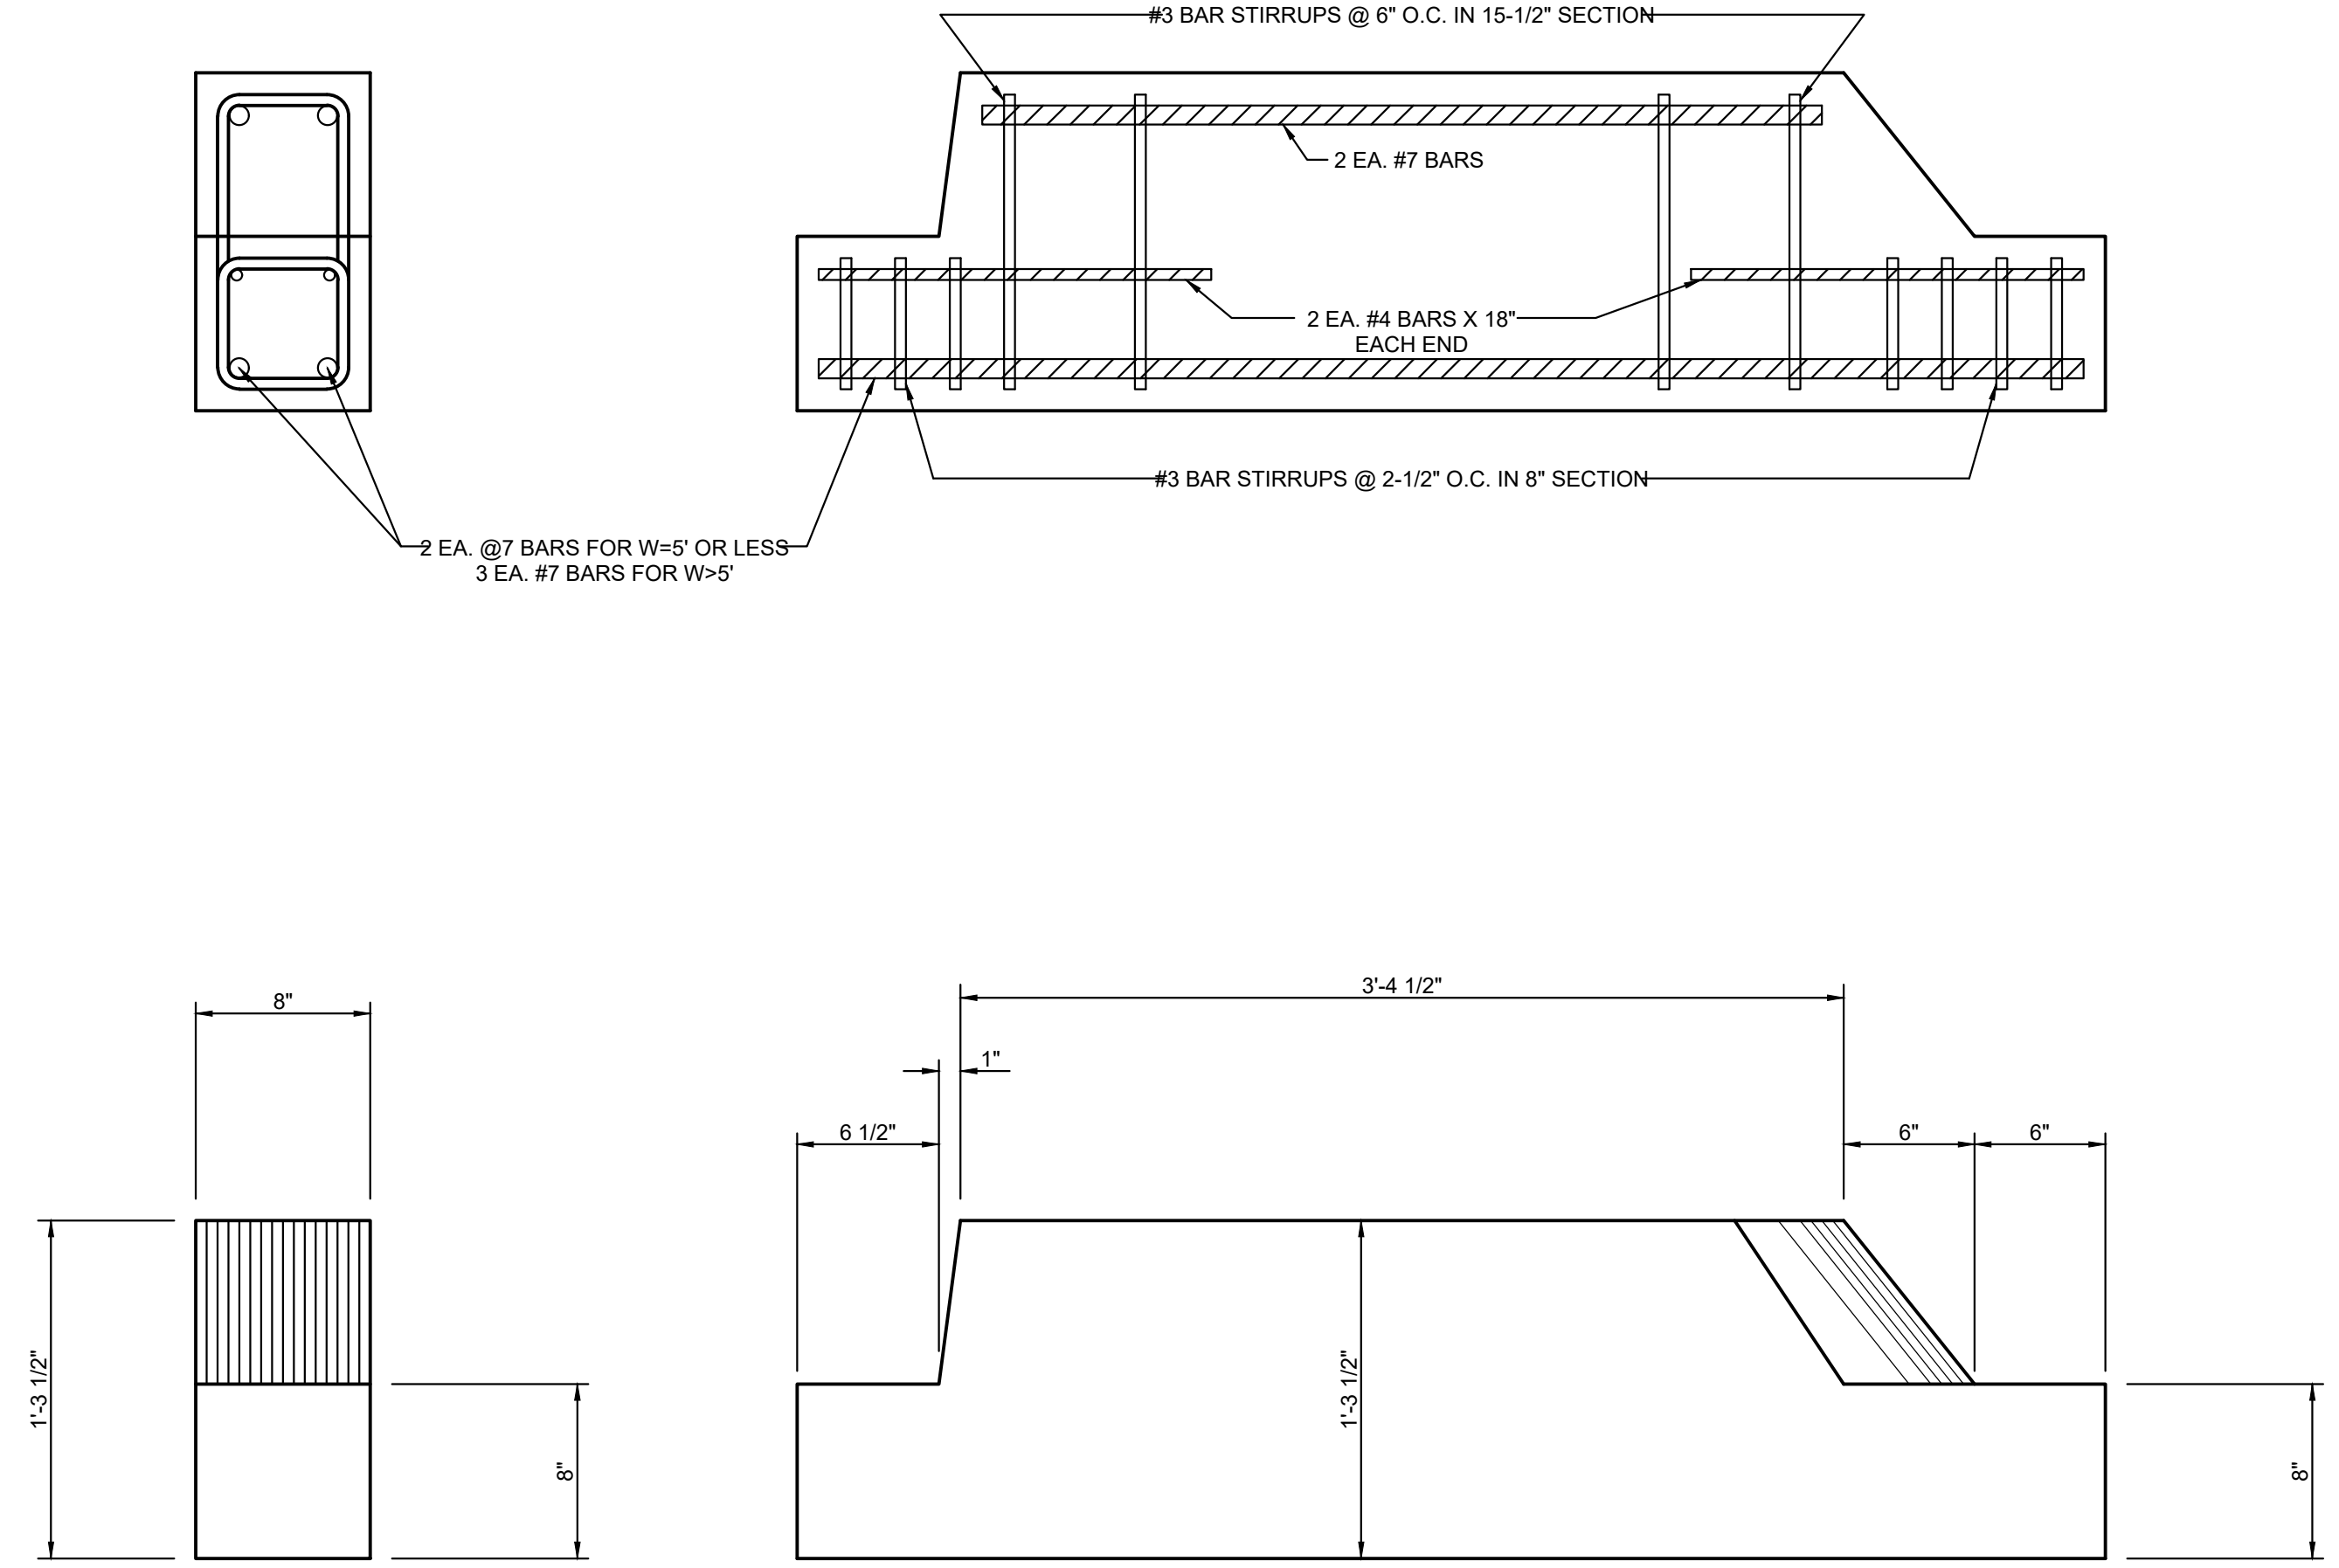 #3 BAR STIRRUPS @ 6" O.C. IN 15-1/2" SECTION
2 EA. #7 BARS
2 EA. #4 BARS X 18"
EACH END
#3 BAR STIRRUPS @ 2-1/2" O.C. IN 8" SECTION
2 EA. @7 BARS FOR W=5' OR LESS
3 EA. #7 BARS FOR W>5'
3'-4 1/2"
8"
1"
6 1/2"
6"
6"
1'-3 1/2"
1'-3 1/2"
8"
8"